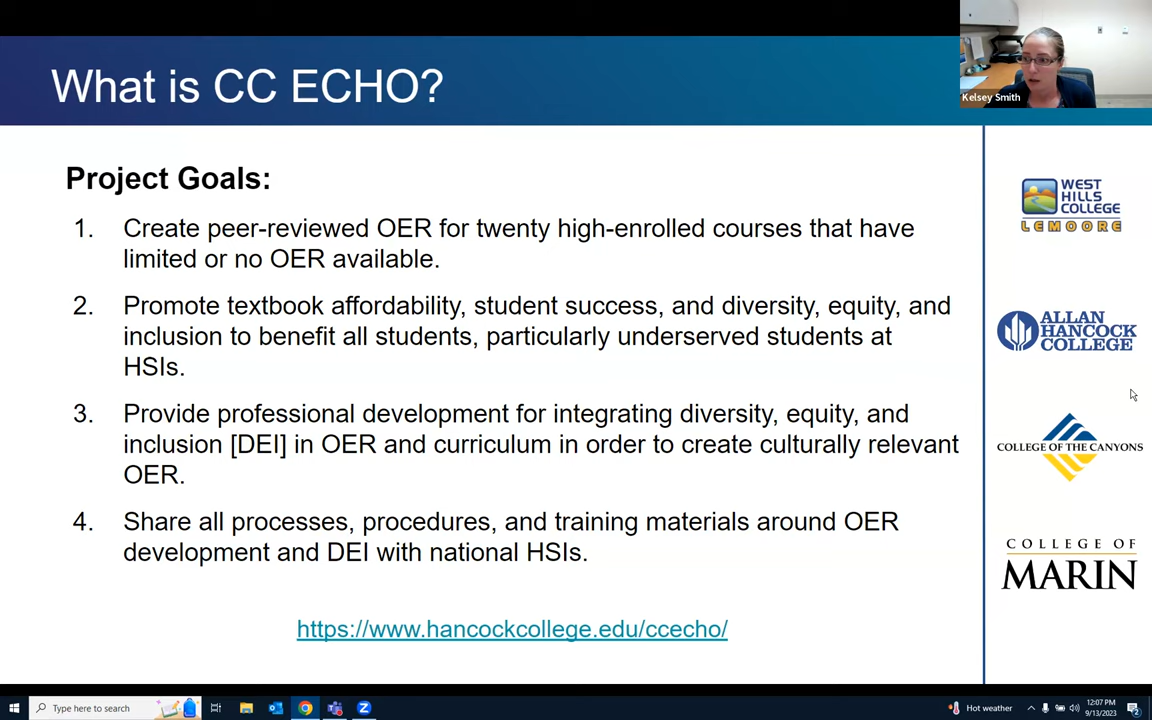 What is CC ECHO?
Kelsey Smith
Project Goals:
1. Create peer-reviewed OER for twenty high-enrolled courses that have
limited or no OER available.
2. Promote textbook affordability, student success, and diversity, equity, and
inclusion to benefit all students, particularly underserved students at
HSIs.
3. Provide professional development for integrating diversity, equity, and
inclusion [DEI] in OER and curriculum in order to create culturally relevant
OER.
4. Share all processes, procedures, and training materials around OER
development and DEI with national HSIs.
https://www.hancockcollege.edu/ccecho/
WEST
HILLS
COLLEGE
LEMOORE
ALLAN
HANCOCK
COLLEGE
COLLEGE OF THE CANYONS
COLLEGE OF
MARIN
Type here to search
Hot weather
12:07 PM
9/13/2023
2